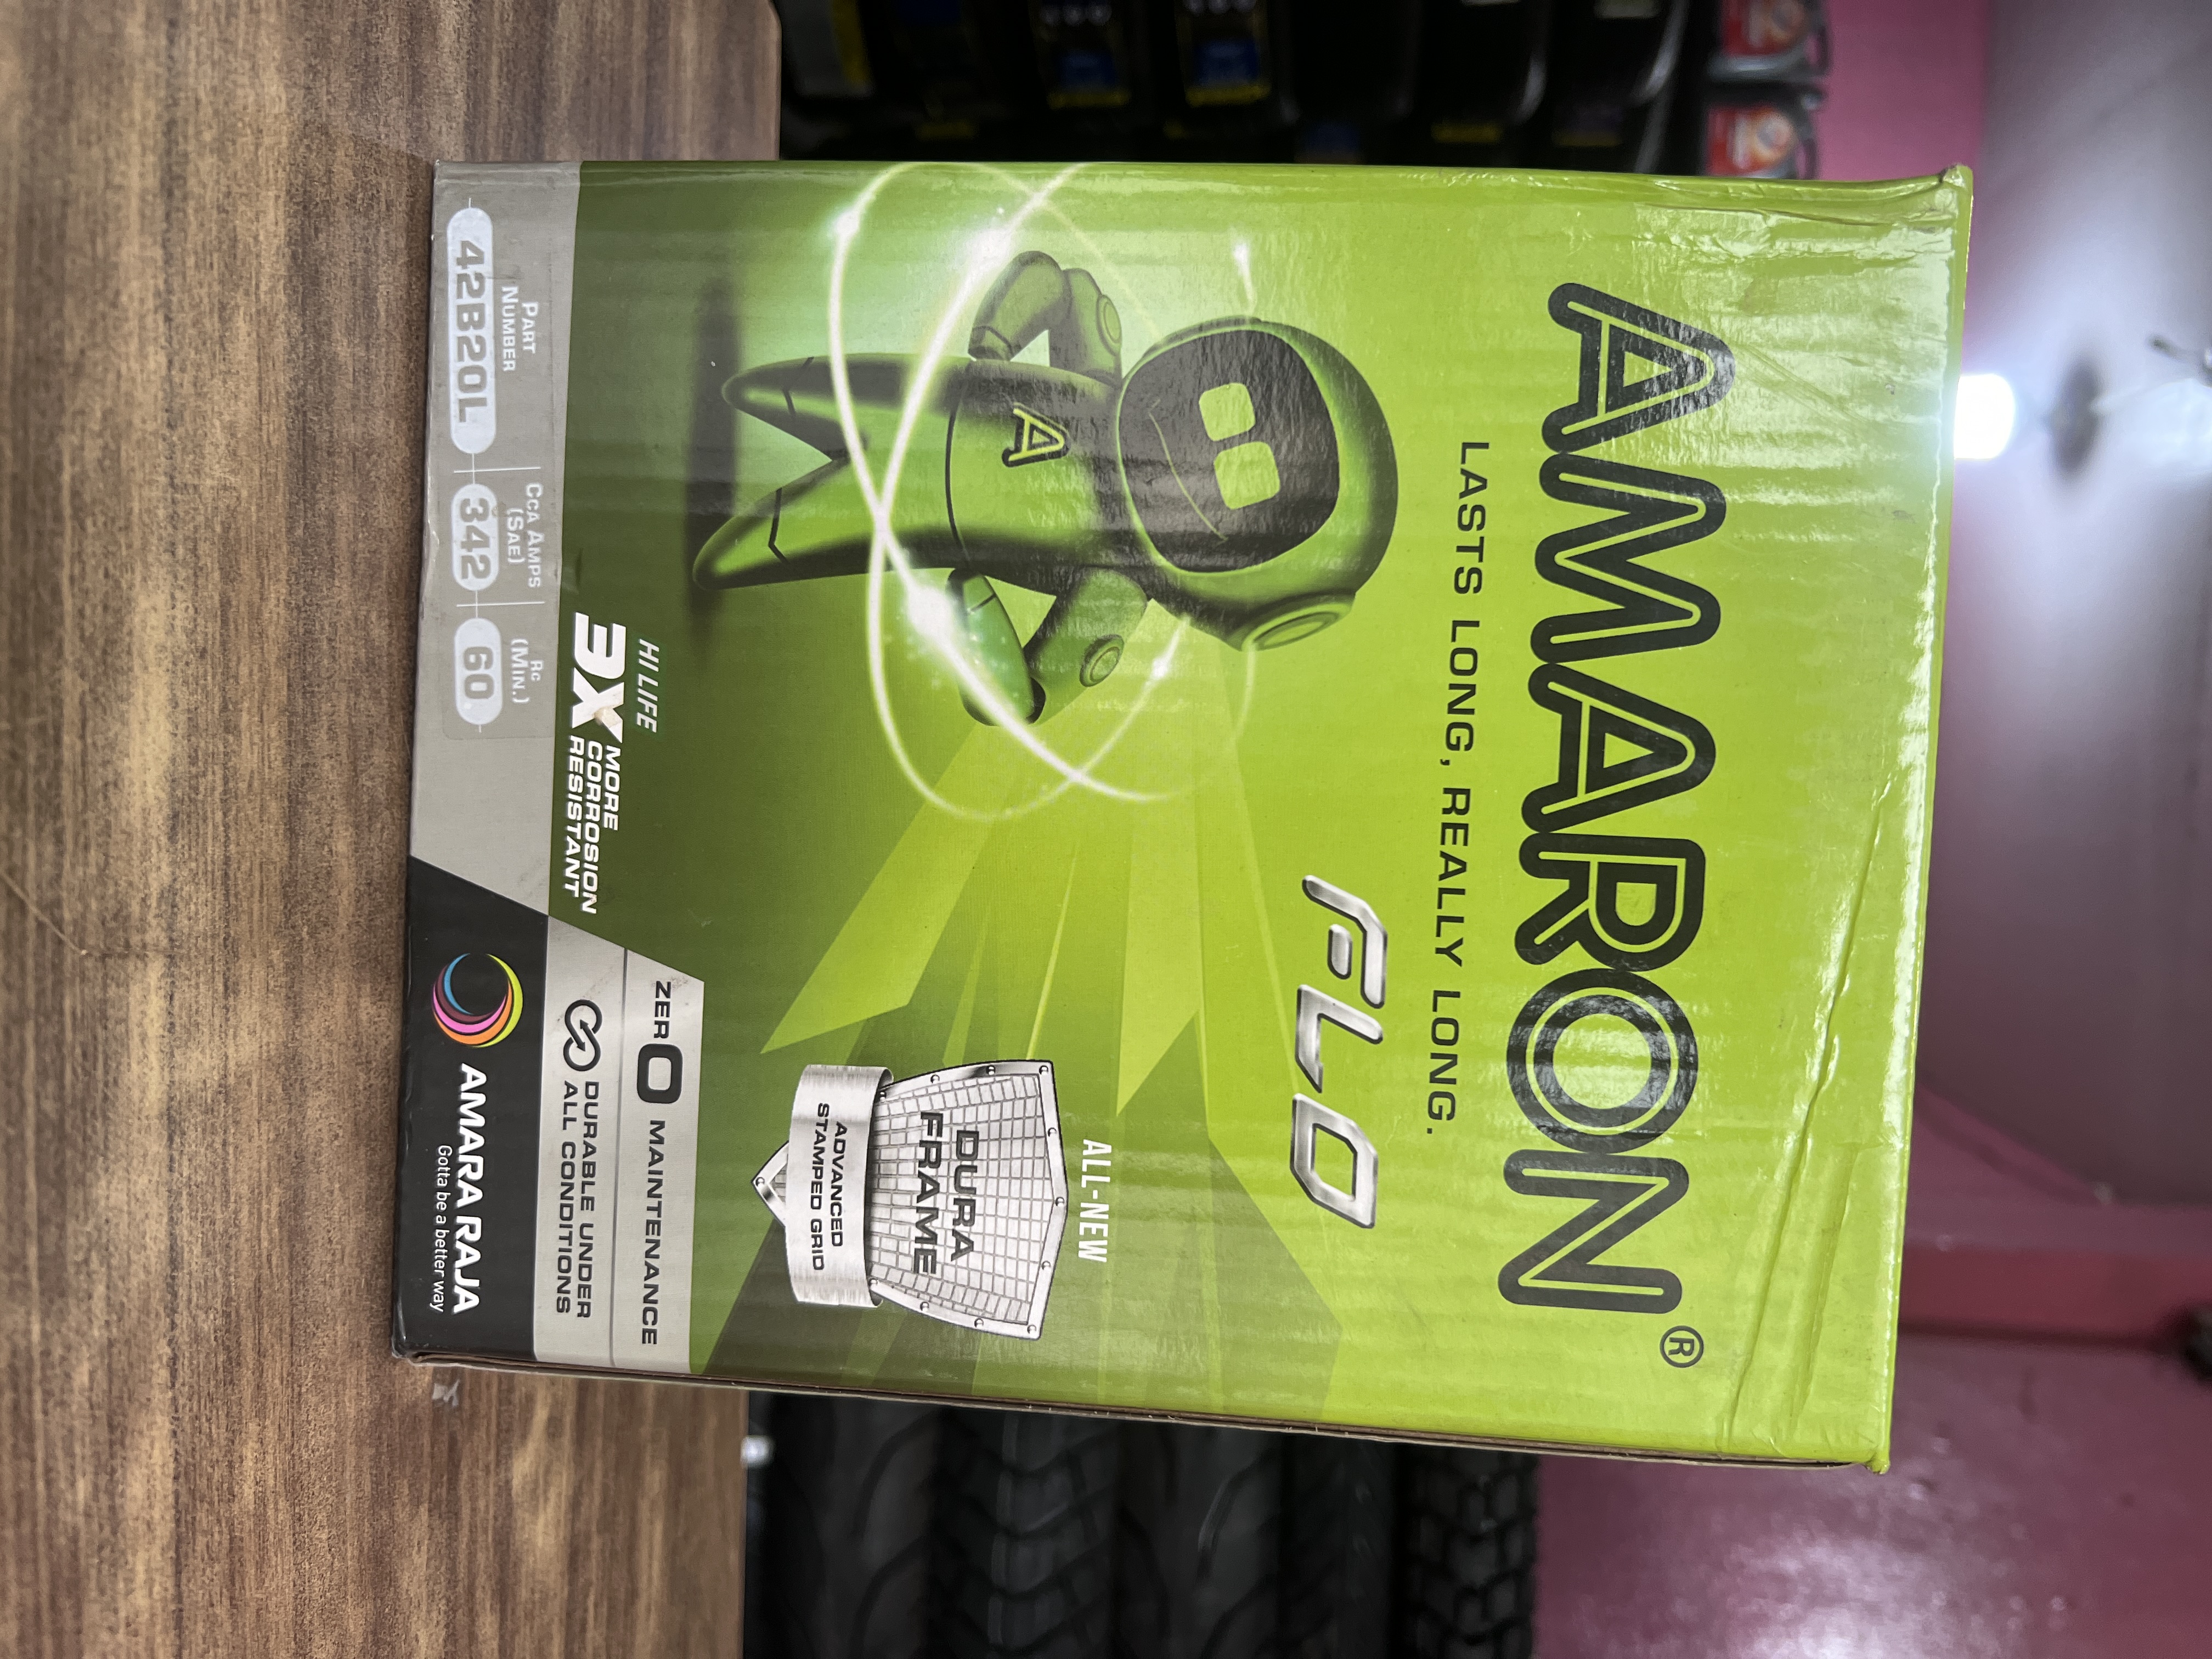 AMARON®
LASTS LONG, REALLY LONG.
FLO
A
ALL-NEW
DURA
FRAME
ADVANCED
STAMPED GRID
ZERO MAINTENANCE
DURABLE UNDER
ALL CONDITIONS
HI LIFE
3X MORE
CORROSION
RESISTANT
PART
NUMBER
42B20L
CCA AMPS
(SAE)
342
RC
(MIN.)
60
AMARA RAJA
Gotta be a better way